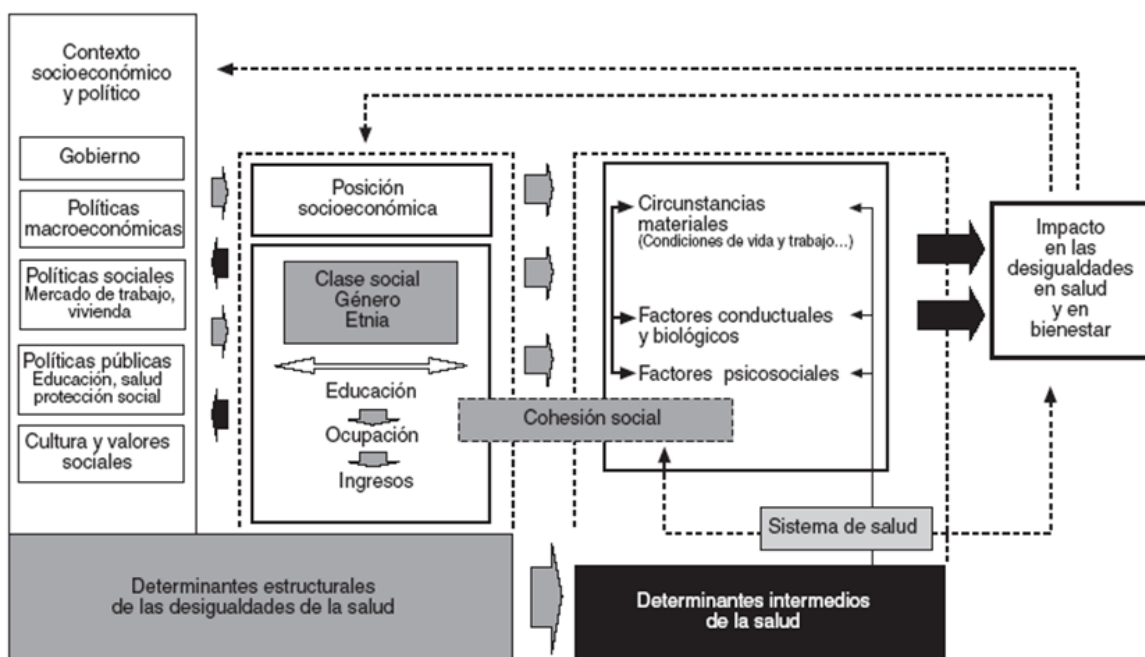 Contexto
socioeconómico
y político
Gobierno
Políticas
macroeconómicas
Políticas sociales
Mercado de trabajo,
vivienda
Políticas públicas
Educación, salud
protección social
Cultura y valores
sociales
Posición
socioeconómica
Clase social
Género
Etnia
Educación
Ocupación
Ingresos
Cohesión social
Circunstancias
materiales
(Condiciones de vida y trabajo...)
Factores conductuales
y biológicos
Factores psicosociales
Sistema de salud
Impacto
en las
desigualdades
en salud
y en
bienestar
Determinantes estructurales
de las desigualdades de la salud
Determinantes intermedios
de la salud